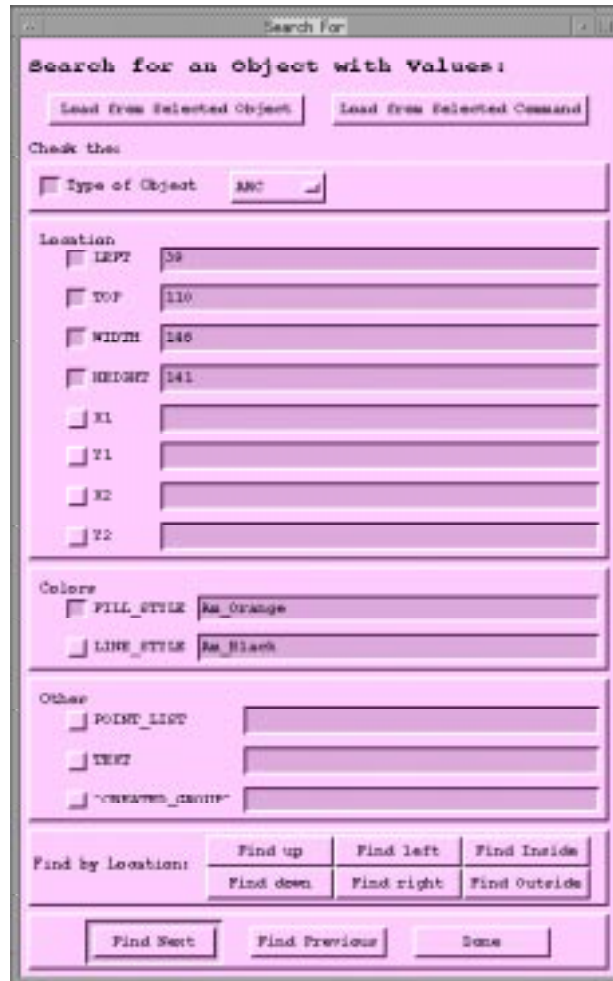 Search For
Search for an Object with Values:
Load from Selected Object Load from Selected Command
Check the:
Type of Object ARC
Location
LEFT 39
TOP 110
WIDTH 146
HEIGHT 141
X1
Y1
X2
Y2
Colors
FILL_STYLE Am_Orange
LINE_STYLE Am_Black
Other
POINT_LIST
TEXT
~CREATED_GROUP~
Find by Location: Find up Find left Find Inside
Find down Find right Find Outside
Find Next Find Previous Done